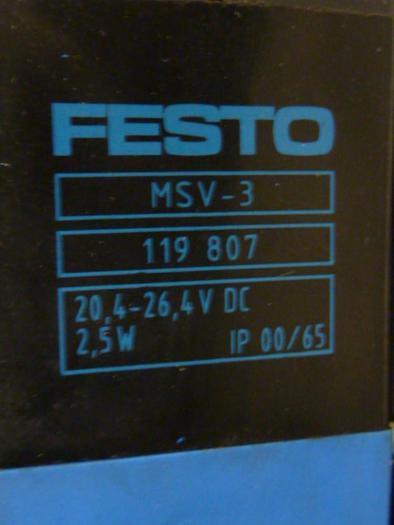 FESTO
MSV-3
119 807
20,4-26,4V DC
2,5W IP 00/65